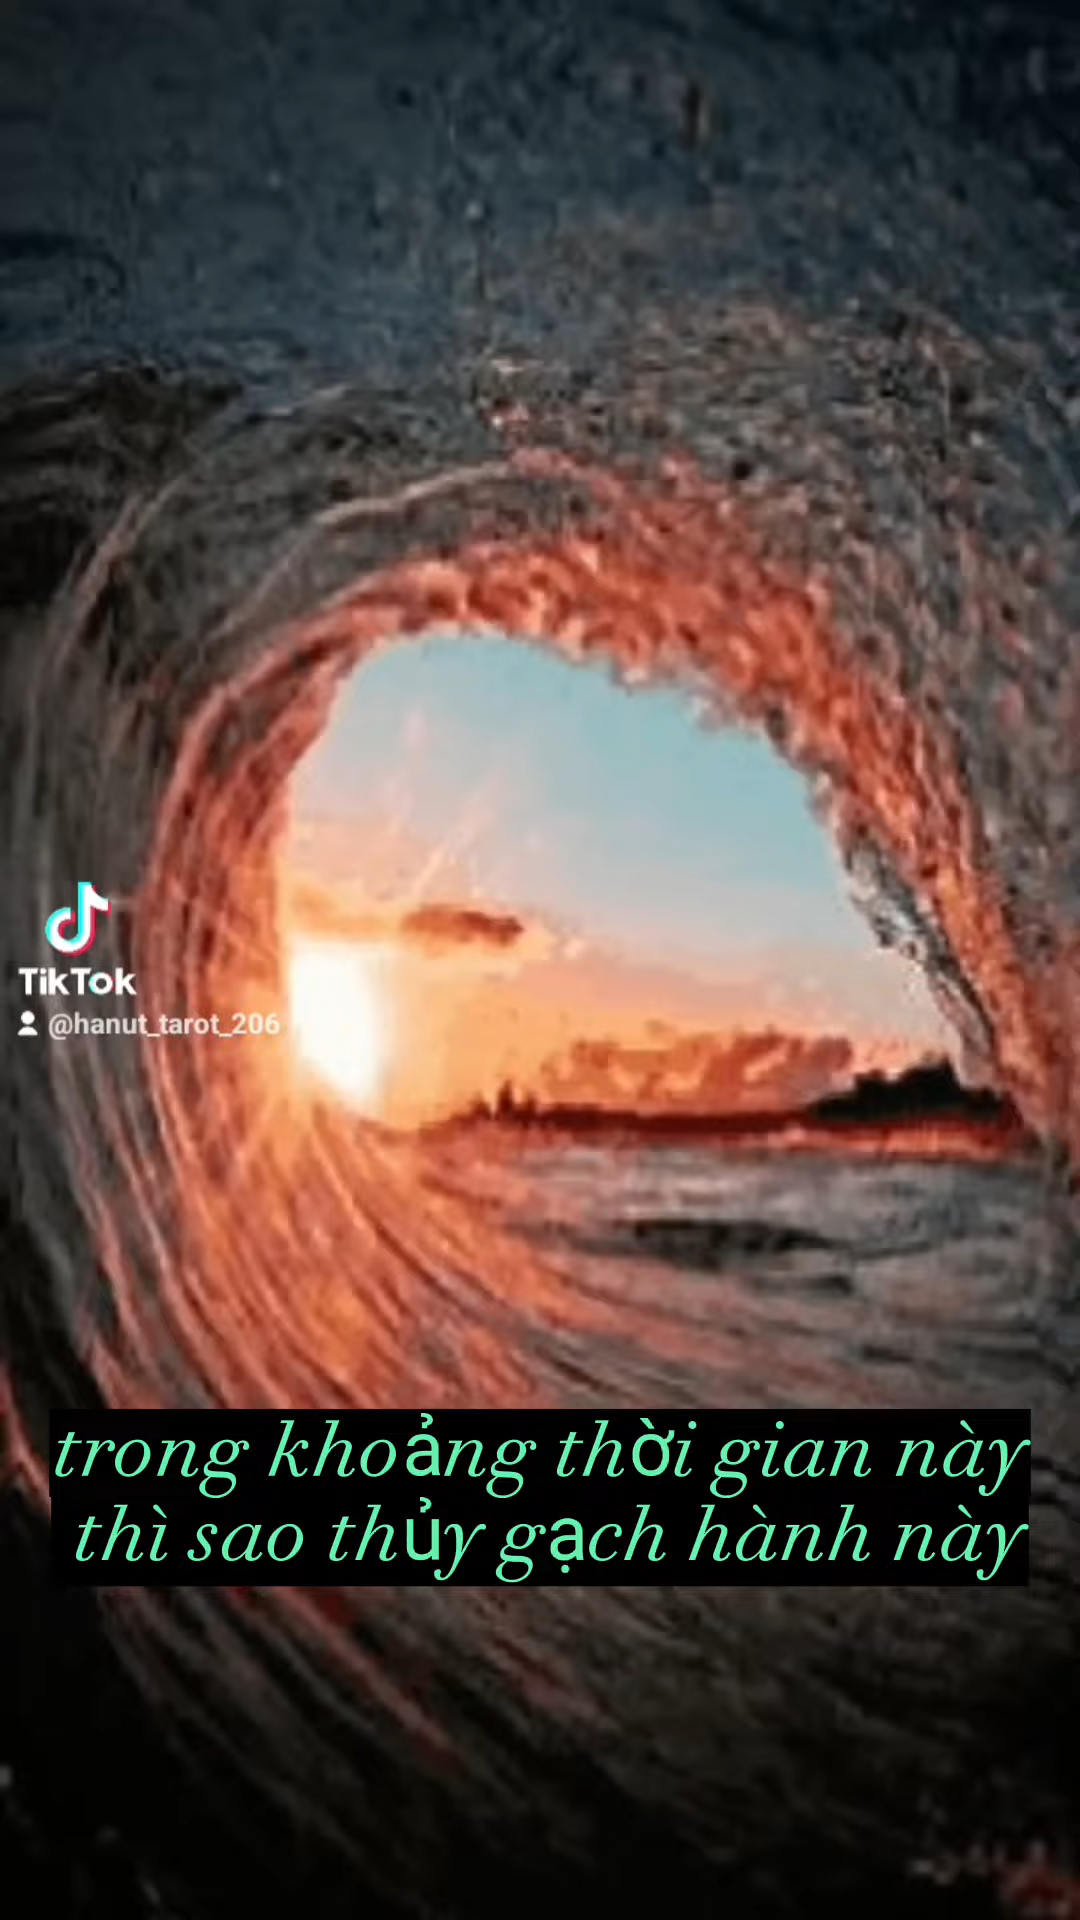 TikTok
@hanut_tarot_206
trong khoảng thời gian này
thì sao thủy gạch hành này